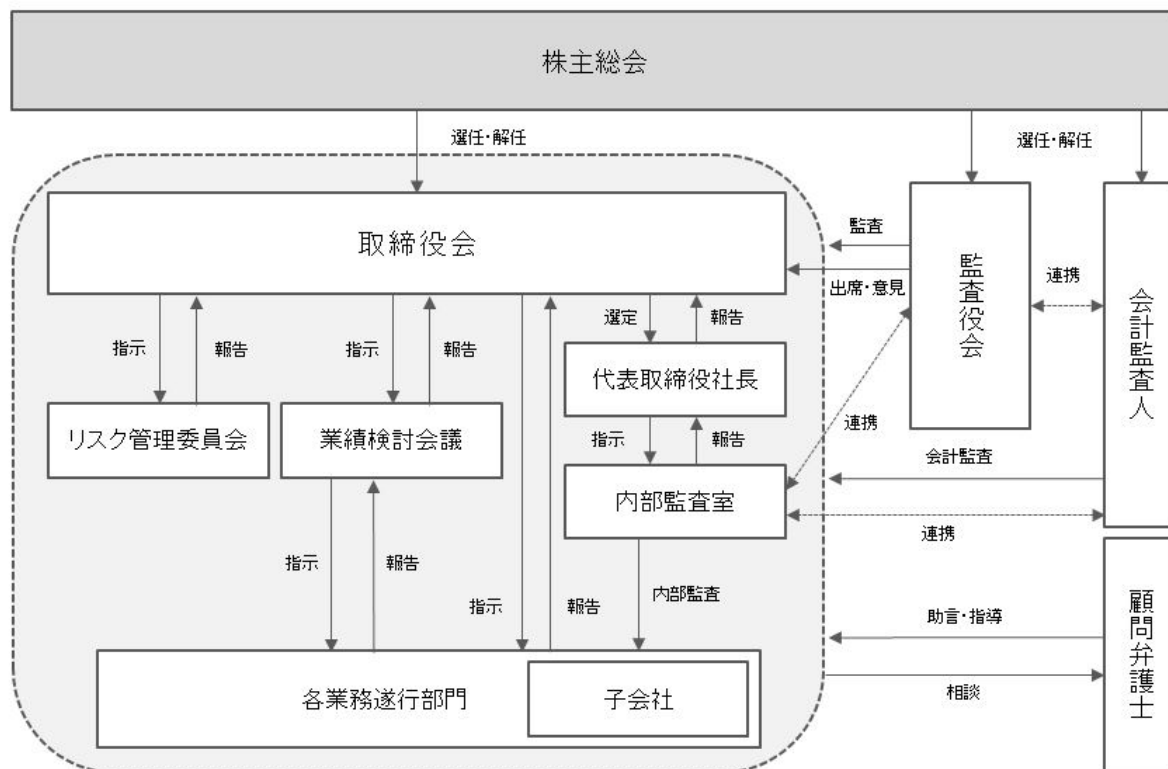 株主総会
選任・解任
選任・解任
取締役会
監査
出席・意見
監査役会
連携
会計監査人
指示
報告
指示
報告
選定
報告
代表取締役社長
リスク管理委員会
業績検討会議
指示
報告
連携
内部監査室
会計監査
連携
指示
報告
指示
報告
内部監査
助言・指導
相談
顧問弁護士
各業務遂行部門
子会社